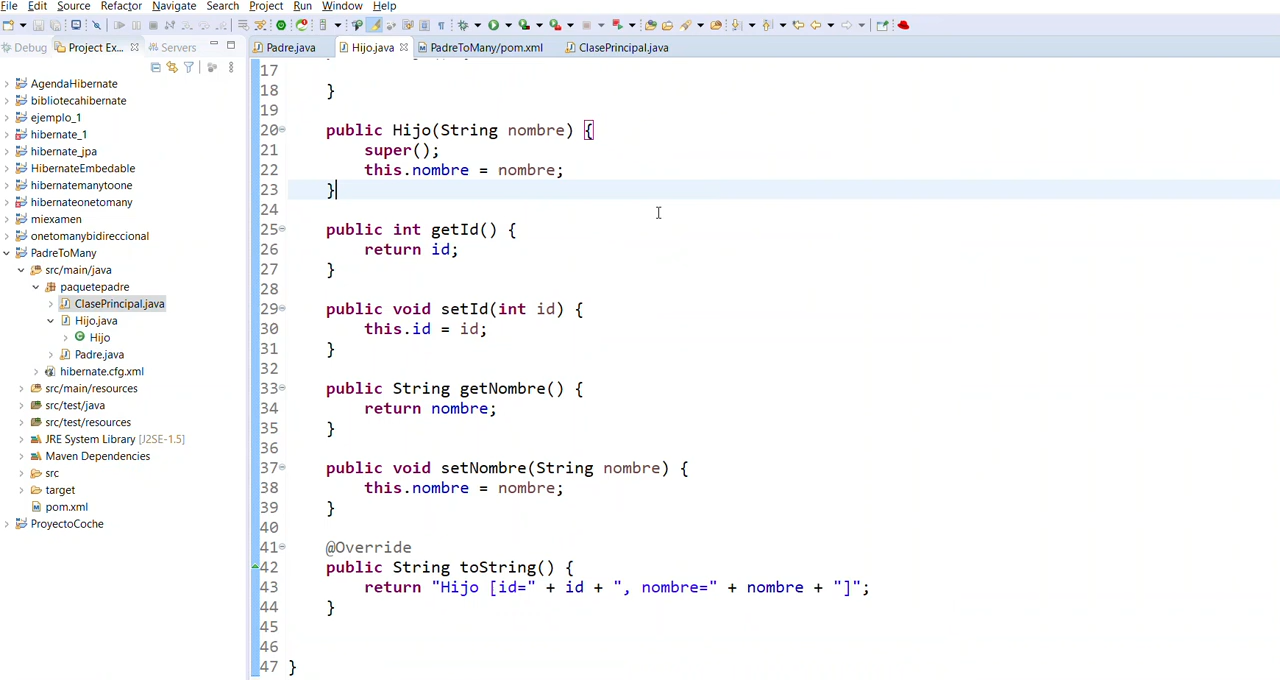 File Edit Source Refactor Navigate Search Project Run Window Help
Debug Project Ex... Servers
Padre.java Hijo.java PadreToMany/pom.xml ClasePrincipal.java
AgendaHibernate
bibliotecahibernate
ejemplo_1
hibernate_1
hibernate_jpa
HibernateEmbedable
hibernatemanytoone
hibernateonetomany
miexamen
onetomanybidireccional
PadreToMany
src/main/java
paquetepadre
ClasePrincipal.java
Hijo.java
Hijo
Padre.java
hibernate.cfg.xml
src/main/resources
src/test/java
src/test/resources
JRE System Library [J2SE-1.5]
Maven Dependencies
src
target
pom.xml
ProyectoCoche
17
18 }
19
20 public Hijo(String nombre) {
21 super();
22 this.nombre = nombre;
23 }
24
25 public int getId() {
26 return id;
27 }
28
29 public void setId(int id) {
30 this.id = id;
31 }
32
33 public String getNombre() {
34 return nombre;
35 }
36
37 public void setNombre(String nombre) {
38 this.nombre = nombre;
39 }
40
41 @Override
42 public String toString() {
43 return "Hijo [id=" + id + ", nombre=" + nombre + "]";
44 }
45
46
47 }